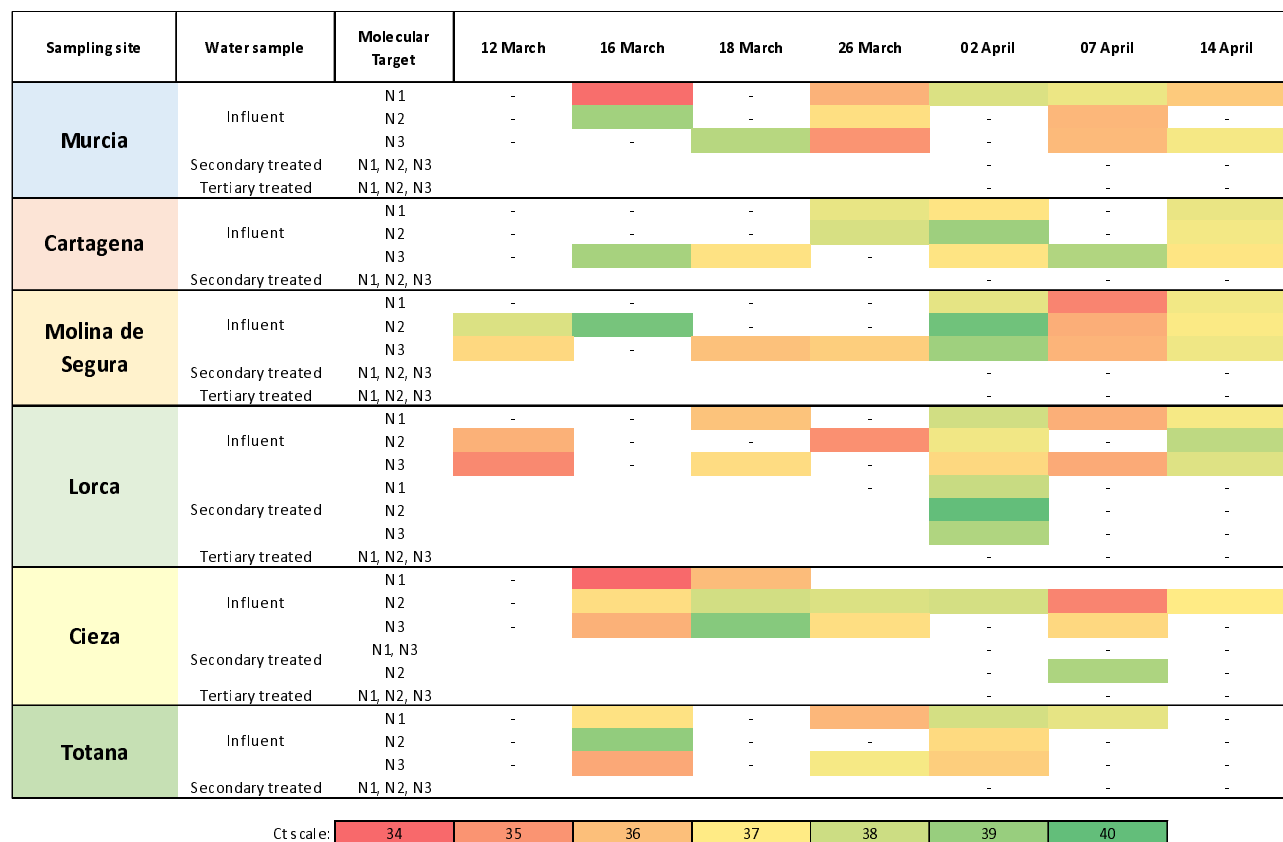 Sampling site Water sample Molecular Target 12 March 16 March 18 March 26 March 02 April 07 April 14 April
Murcia
Influent
N1 - - 
N2 - - - -
N3 - - -
Secondary treated N1, N2, N3 - - -
Tertiary treated N1, N2, N3 - - -
Cartagena
Influent
N1 - - - -
N2 - - - -
N3 - -
Secondary treated N1, N2, N3 - - -
Molina de
Segura
Influent
N1 - - - -
N2 - -
N3 -
Secondary treated N1, N2, N3 - - -
Tertiary treated N1, N2, N3 - - -
Lorca
Influent
N1 - - -
N2 - - -
N3 - -
Secondary treated
N1 - - -
N2 - -
N3 - -
Tertiary treated N1, N2, N3 - - -
Cieza
Influent
N1 -
N2 -
N3 - - -
Secondary treated
N1, N3 - - -
N2 - -
Tertiary treated N1, N2, N3 - - -
Totana
Influent
N1 - - -
N2 - - - - -
N3 - - - -
Secondary treated N1, N2, N3 - - -
Ct scale: 34 35 36 37 38 39 40